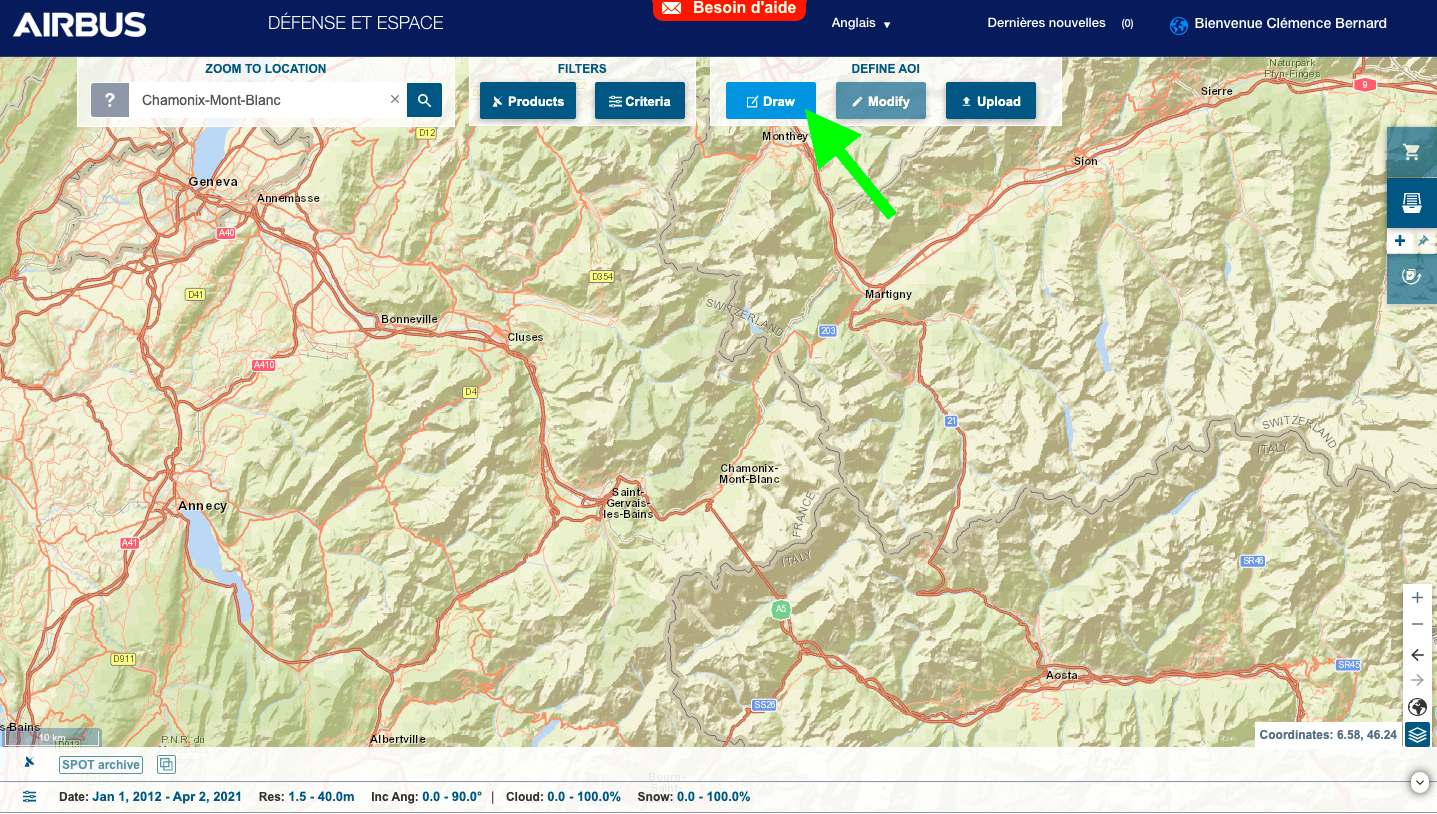 AIRBUS
DÉFENSE ET ESPACE
Besoin d'aide
Anglais
Dernières nouvelles (0)
Bienvenue Clémence Bernard
ZOOM TO LOCATION
FILTERS
DEFINE AOI
?
Chamonix-Mont-Blanc
Products
Criteria
Draw
Modify
Upload
Naturpark
Pfyn-Finges
Sierre
9
D12
Monthey
Sion
Geneva
Annemasse
A40
D354
D41
Martigny
SWITZERLAND
Bonneville
203
Cluses
A410
D4
21
SWITZERLAND
ITALY
Chamonix-
Mont-Blanc
Saint-
Gervais-
les-Bains
FRANCE
ITALY
Annecy
A41
SR46
A5
D911
SR45
Aosta
SS26
s-Bains
10 km
P.N.R. du
Albertville
Coordinates: 6.58, 46.24
SPOT archive
Bourg-
Saint-
Date: Jan 1, 2012 - Apr 2, 2021 Res: 1.5 - 40.0m Inc Ang: 0.0 - 90.0° | Cloud: 0.0 - 100.0% Snow: 0.0 - 100.0%